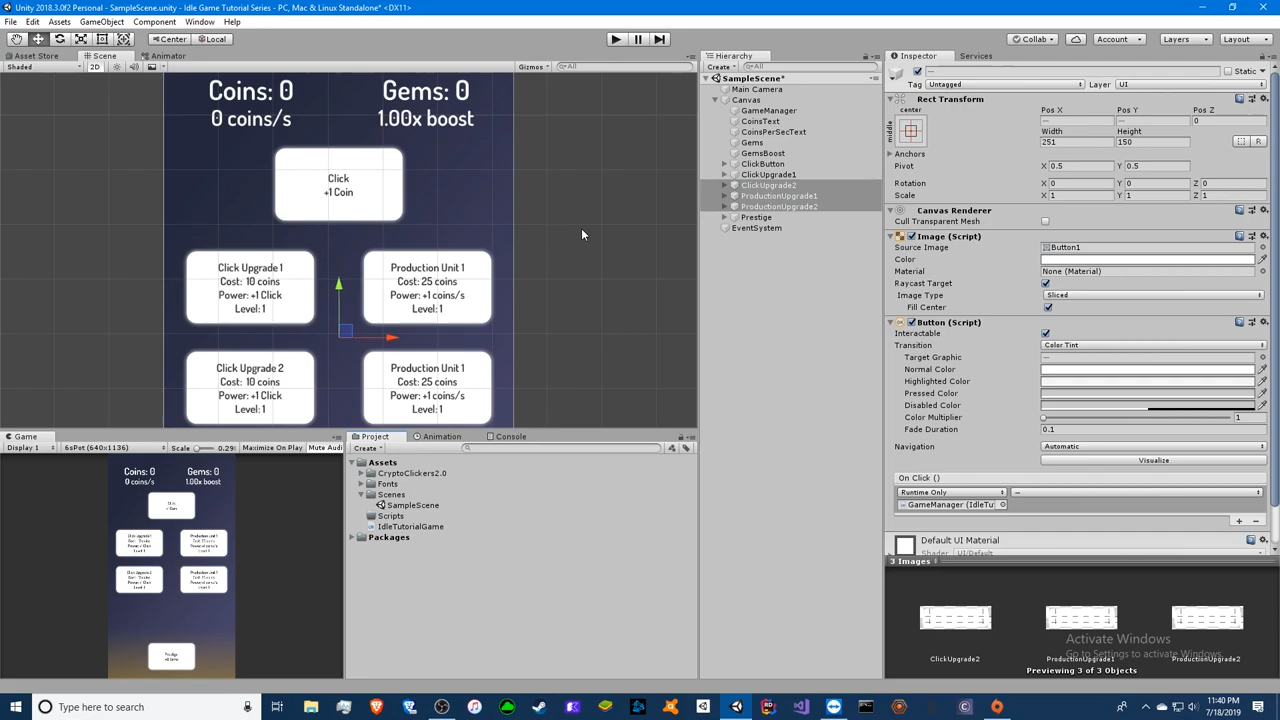 Unity 2018.3.0f2 Personal - SampleScene.unity - Idle Game Tutorial Series - PC, Mac & Linux Standalone* <DX11>
File Edit Assets GameObject Component Window Help
Center Local Collab Account Layers Layout
Asset Store Scene Animator
Shaded 2D Gizmos All
Coins: 0 Gems: 0
0 coins/s 1.00x boost
Click
+1 Coin
Click Upgrade 1
Cost: 10 coins
Power: +1 Click
Level: 1
Production Unit 1
Cost: 25 coins
Power: +1 coins/s
Level: 1
Click Upgrade 2
Cost: 10 coins
Power: +1 Click
Level: 1
Production Unit 1
Cost: 25 coins
Power: +1 coins/s
Level: 1
Hierarchy
Create All
SampleScene*
Main Camera
Canvas
GameManager
CoinsText
CoinsPerSecText
Gems
GemsBoost
ClickButton
ClickUpgrade1
ClickUpgrade2
ProductionUpgrade1
ProductionUpgrade2
Prestige
EventSystem
Inspector Services
— Static
Tag Untagged Layer UI
Rect Transform
center Pos X Pos Y Pos Z
middle — — 0
Width Height
251 150
R
Anchors
Pivot X 0.5 Y 0.5
Rotation X 0 Y 0 Z 0
Scale X 1 Y 1 Z 1
Canvas Renderer
Cull Transparent Mesh
Image (Script)
Source Image Button1
Color
Material None (Material)
Raycast Target
Image Type Sliced
Fill Center
Button (Script)
Interactable
Transition Color Tint
Target Graphic —
Normal Color
Highlighted Color
Pressed Color
Disabled Color
Color Multiplier 1
Fade Duration 0.1
Navigation Automatic
Visualize
On Click ()
Runtime Only —
GameManager (IdleTut
+ −
Default UI Material
Shader UI/Default
3 Images
ClickUpgrade2 ProductionUpgrade1 ProductionUpgrade2
Previewing 3 of 3 Objects
Activate Windows
Go to Settings to activate Windows.
Game
Display 1 6sPot (640x1136) Scale 0.29 Maximize On Play Mute Audi
Coins: 0 Gems: 0
0 coins/s 1.00x boost
Project Animation Console
Create
Assets
CryptoClickers2.0
Fonts
Scenes
SampleScene
Scripts
IdleTutorialGame
Packages
Type here to search
11:40 PM
7/18/2019